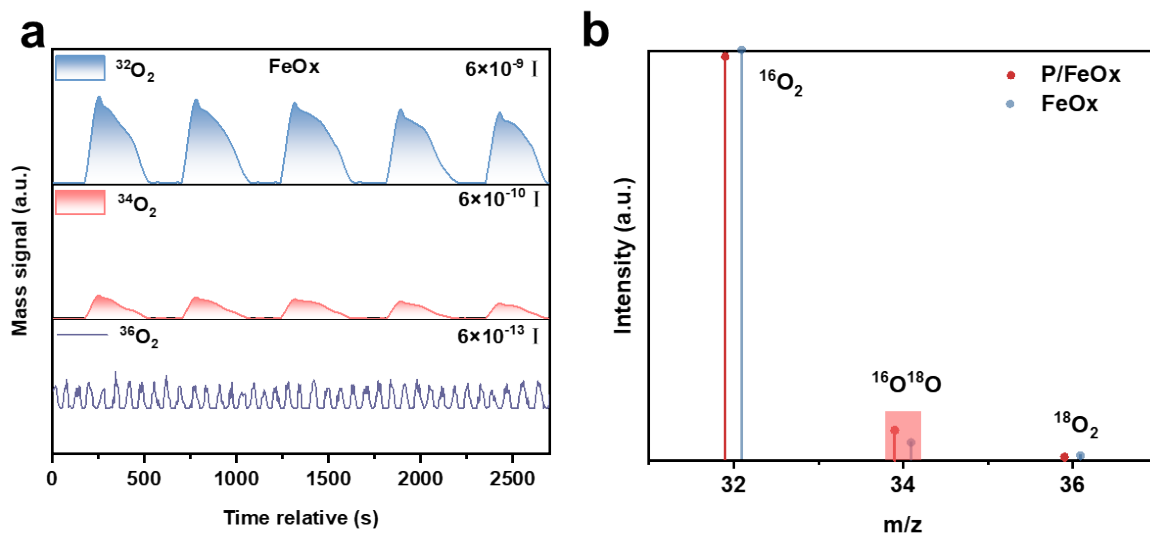 a
³²O₂
FeOx
6×10⁻⁹ I
³⁴O₂
6×10⁻¹⁰ I
³⁶O₂
6×10⁻¹³ I
Mass signal (a.u.)
0 500 1000 1500 2000 2500
Time relative (s)
b
P/FeOx
FeOx
¹⁶O₂
¹⁶O¹⁸O
¹⁸O₂
Intensity (a.u.)
32 34 36
m/z